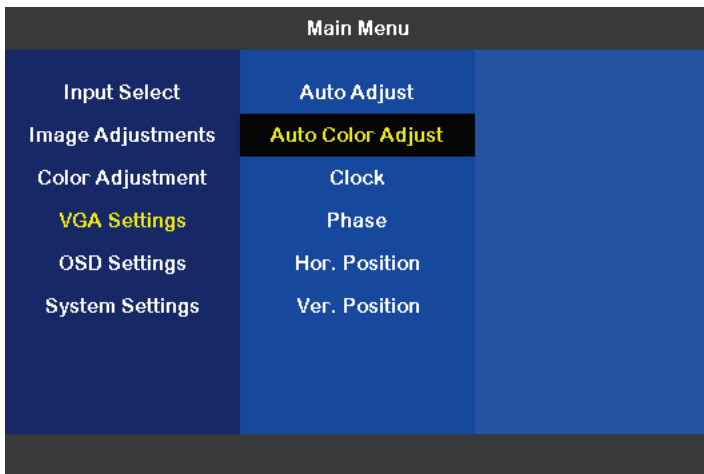 Main Menu
Input Select
Image Adjustments
Color Adjustment
VGA Settings
OSD Settings
System Settings
Auto Adjust
Auto Color Adjust
Clock
Phase
Hor. Position
Ver. Position